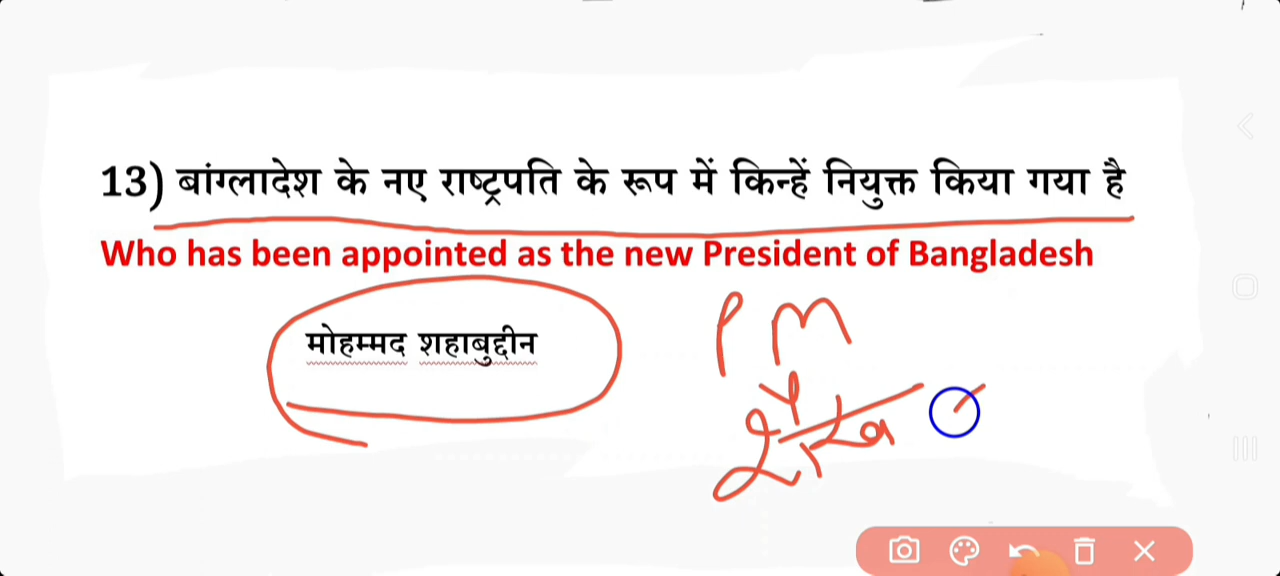 13) बांग्लादेश के नए राष्ट्रपति के रूप में किन्हें नियुक्त किया गया है
Who has been appointed as the new President of Bangladesh
मोहम्मद शहाबुद्दीन
PM